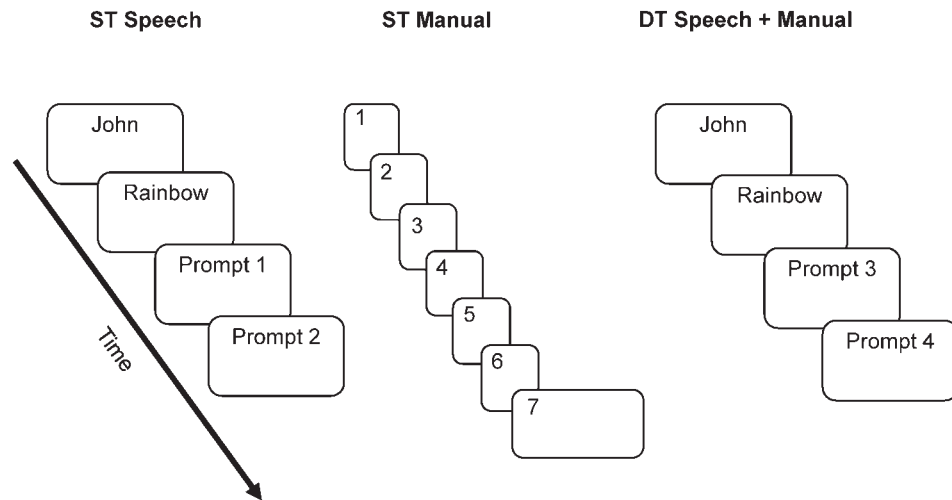 ST Speech
John
Rainbow
Prompt 1
Prompt 2
Time
ST Manual
1
2
3
4
5
6
7
DT Speech + Manual
John
Rainbow
Prompt 3
Prompt 4